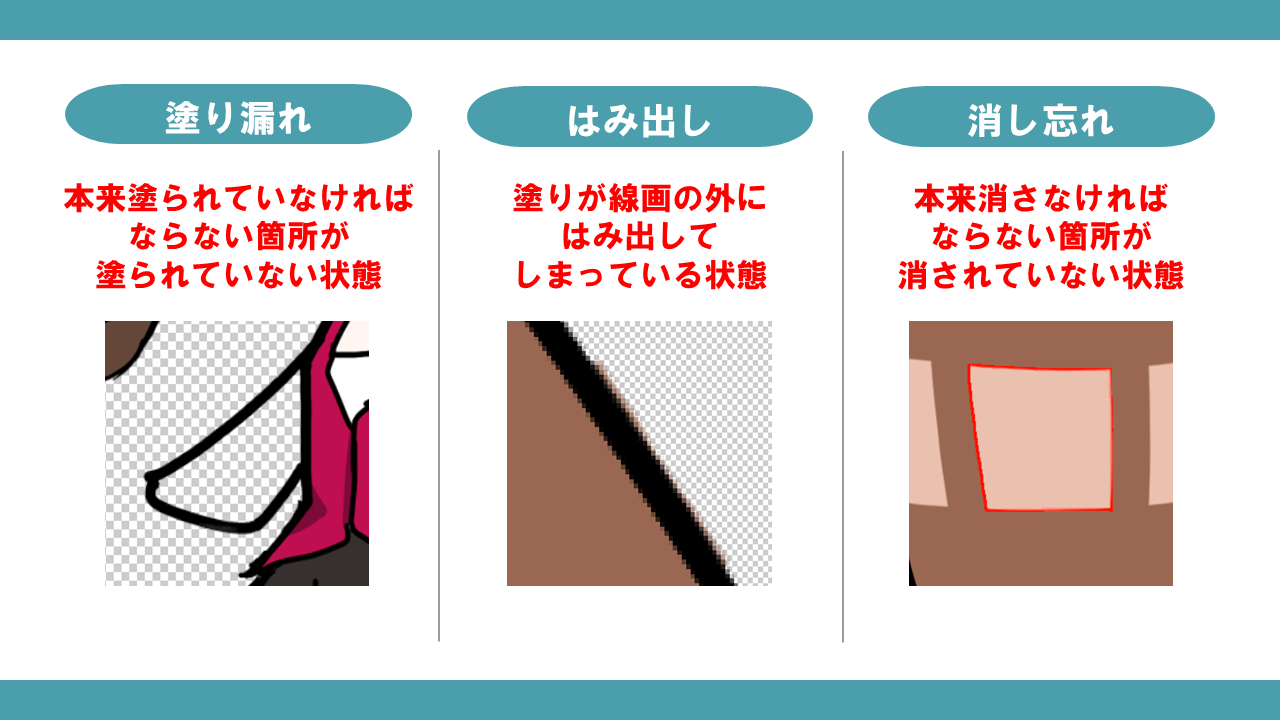 塗り漏れ
本来塗られていなければ
ならない箇所が
塗られていない状態
はみ出し
塗りが線画の外に
はみ出して
しまっている状態
消し忘れ
本来消さなければ
ならない箇所が
消されていない状態